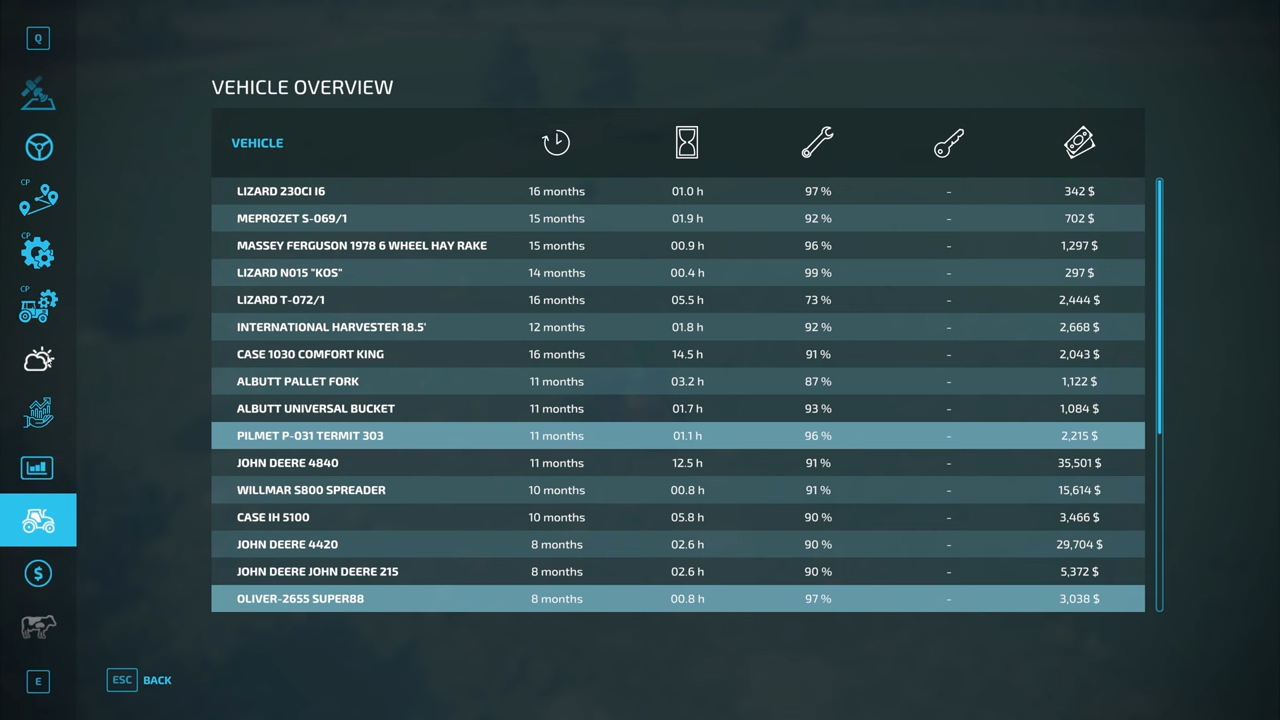 Q
VEHICLE OVERVIEW
VEHICLE
CP
LIZARD 230CI I6 16 months 01.0 h 97 % - 342 $
MEPROZET S-069/1 15 months 01.9 h 92 % - 702 $
CP
MASSEY FERGUSON 1978 6 WHEEL HAY RAKE 15 months 00.9 h 96 % - 1,297 $
LIZARD N015 "KOS" 14 months 00.4 h 99 % - 297 $
CP
LIZARD T-072/1 16 months 05.5 h 73 % - 2,444 $
INTERNATIONAL HARVESTER 18.5' 12 months 01.8 h 92 % - 2,668 $
CASE 1030 COMFORT KING 16 months 14.5 h 91 % - 2,043 $
ALBUTT PALLET FORK 11 months 03.2 h 87 % - 1,122 $
ALBUTT UNIVERSAL BUCKET 11 months 01.7 h 93 % - 1,084 $
PILMET P-031 TERMIT 303 11 months 01.1 h 96 % - 2,215 $
JOHN DEERE 4840 11 months 12.5 h 91 % - 35,501 $
WILLMAR S800 SPREADER 10 months 00.8 h 91 % - 15,614 $
CASE IH 5100 10 months 05.8 h 90 % - 3,466 $
JOHN DEERE 4420 8 months 02.6 h 90 % - 29,704 $
JOHN DEERE JOHN DEERE 215 8 months 02.6 h 90 % - 5,372 $
OLIVER-2655 SUPER88 8 months 00.8 h 97 % - 3,038 $
E
ESC BACK